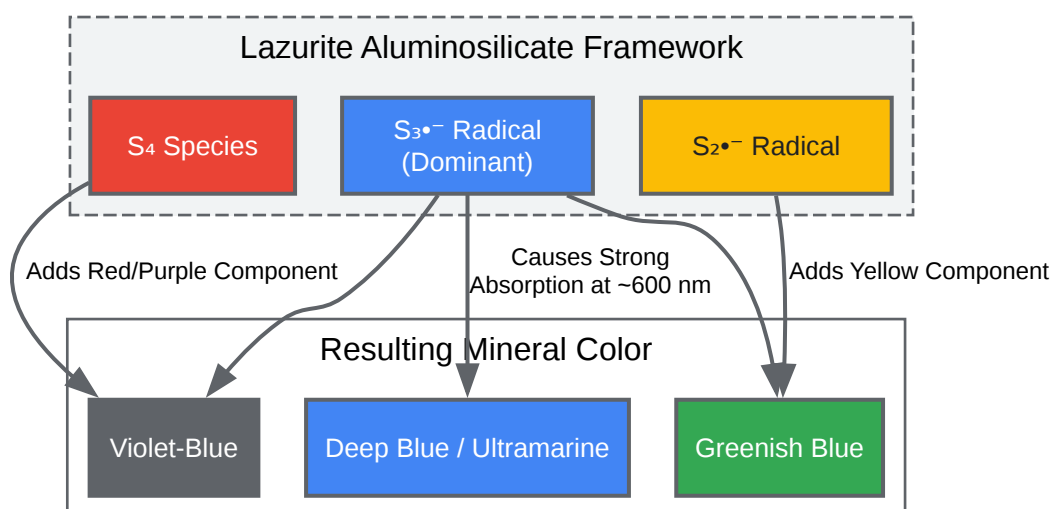 Lazurite Aluminosilicate Framework
S₄ Species
S₃•⁻ Radical
(Dominant)
S₂•⁻ Radical
Adds Red/Purple Component
Causes Strong
Absorption at ~600 nm
Adds Yellow Component
Resulting Mineral Color
Violet-Blue
Deep Blue / Ultramarine
Greenish Blue